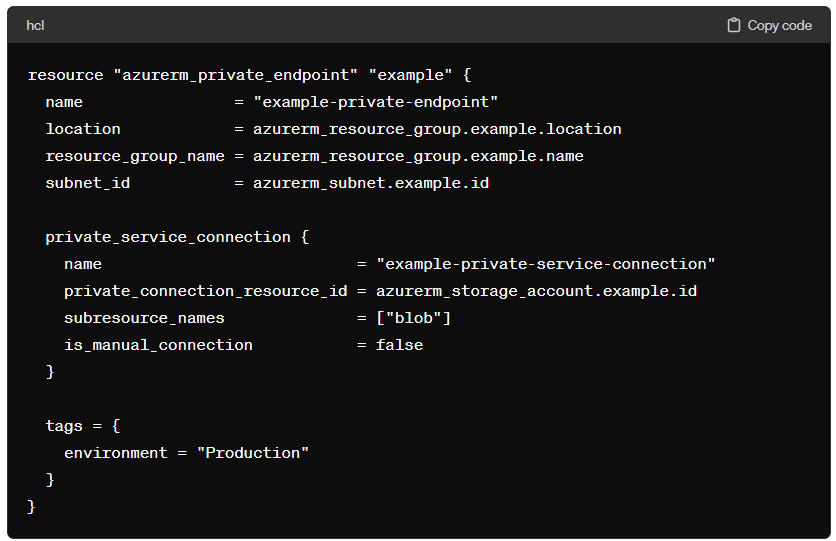 hcl
Copy code
resource "azurerm_private_endpoint" "example" {
  name                = "example-private-endpoint"
  location            = azurerm_resource_group.example.location
  resource_group_name = azurerm_resource_group.example.name
  subnet_id           = azurerm_subnet.example.id

  private_service_connection {
    name                           = "example-private-service-connection"
    private_connection_resource_id = azurerm_storage_account.example.id
    subresource_names              = ["blob"]
    is_manual_connection           = false
  }

  tags = {
    environment = "Production"
  }
}